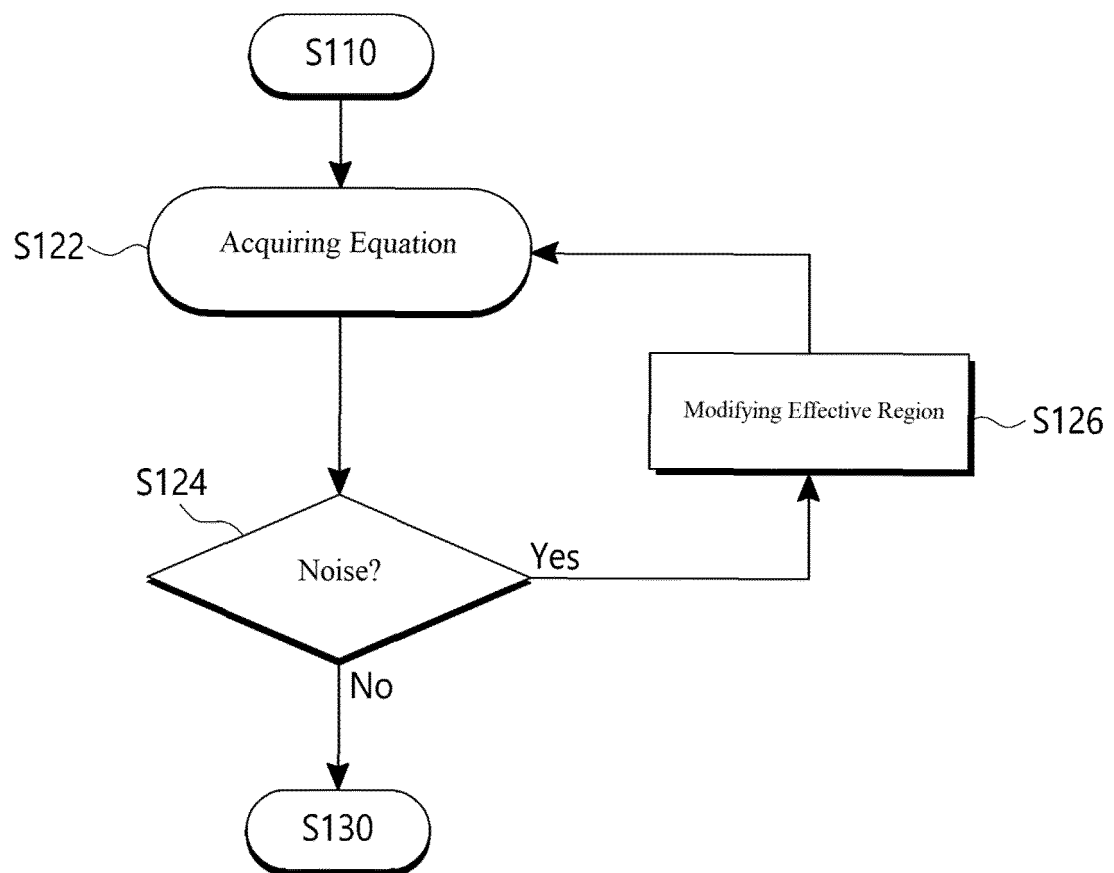 S110
S122
Acquiring Equation
Modifying Effective Region
S126
S124
Noise?
Yes
No
S130